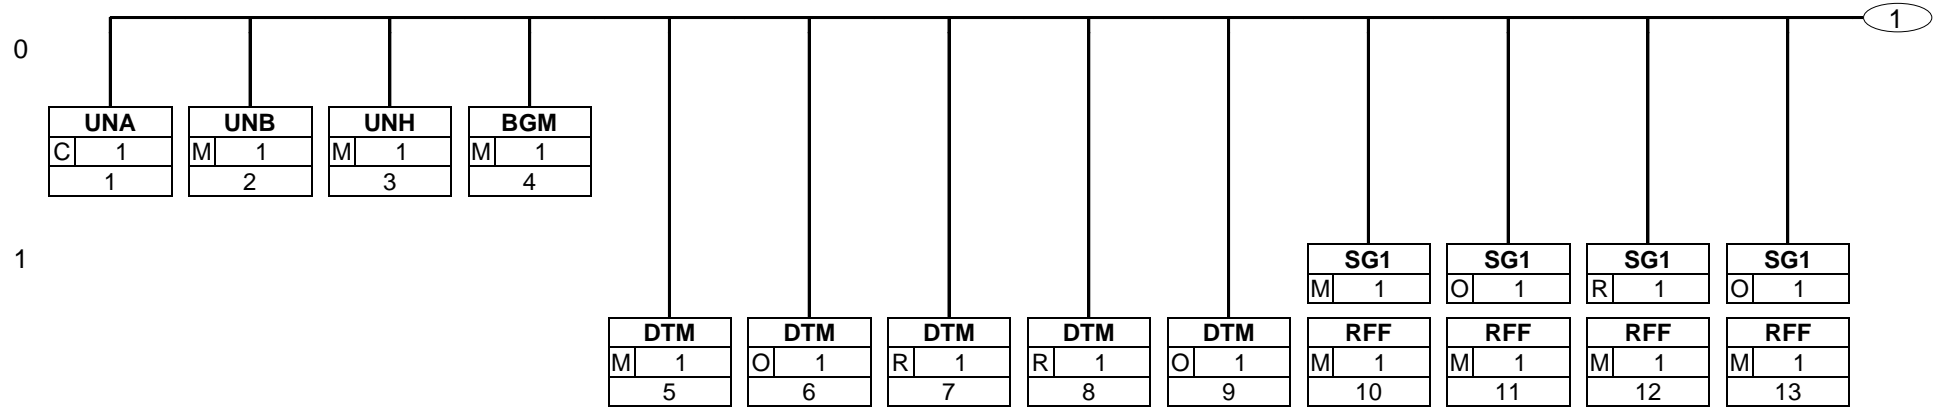 1
0
UNA UNB UNH BGM
C 1 M 1 M 1 M 1
1 2 3 4
1
SG1 SG1 SG1 SG1
M 1 O 1 R 1 O 1
DTM DTM DTM DTM DTM RFF RFF RFF RFF
M 1 O 1 R 1 R 1 O 1 M 1 M 1 M 1 M 1
5 6 7 8 9 10 11 12 13